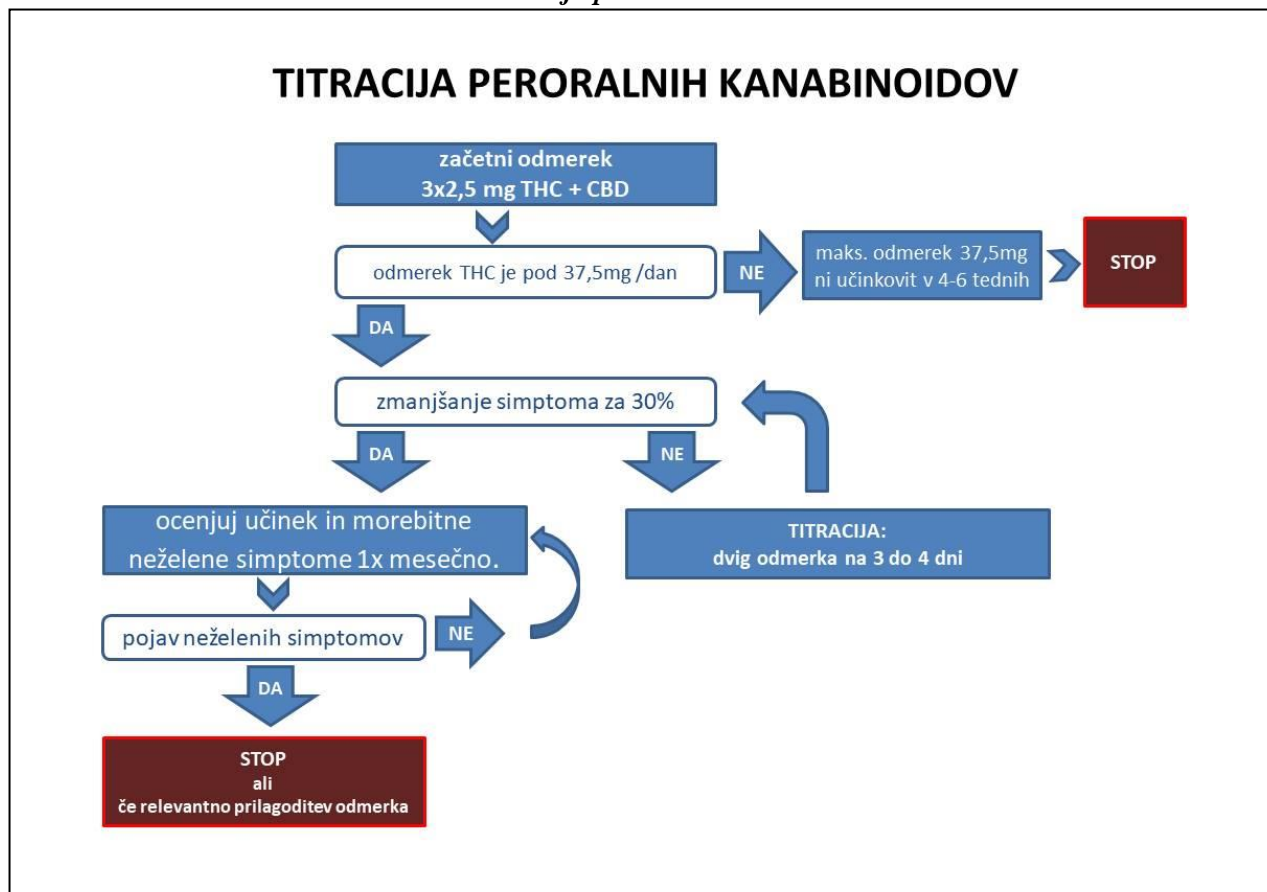 TITRACIJA PERORALNIH KANABINOIDOV
začetni odmerek
3x2,5 mg THC + CBD
odmerek THC je pod 37,5mg /dan
NE
maks. odmerek 37,5mg
ni učinkovit v 4-6 tednih
STOP
DA
zmanjšanje simptoma za 30%
DA
NE
ocenjuj učinek in morebitne
neželene simptome 1x mesečno.
TITRACIJA:
dvig odmerka na 3 do 4 dni
pojav neželenih simptomov
NE
DA
STOP
ali
če relevantno prilagoditev odmerka